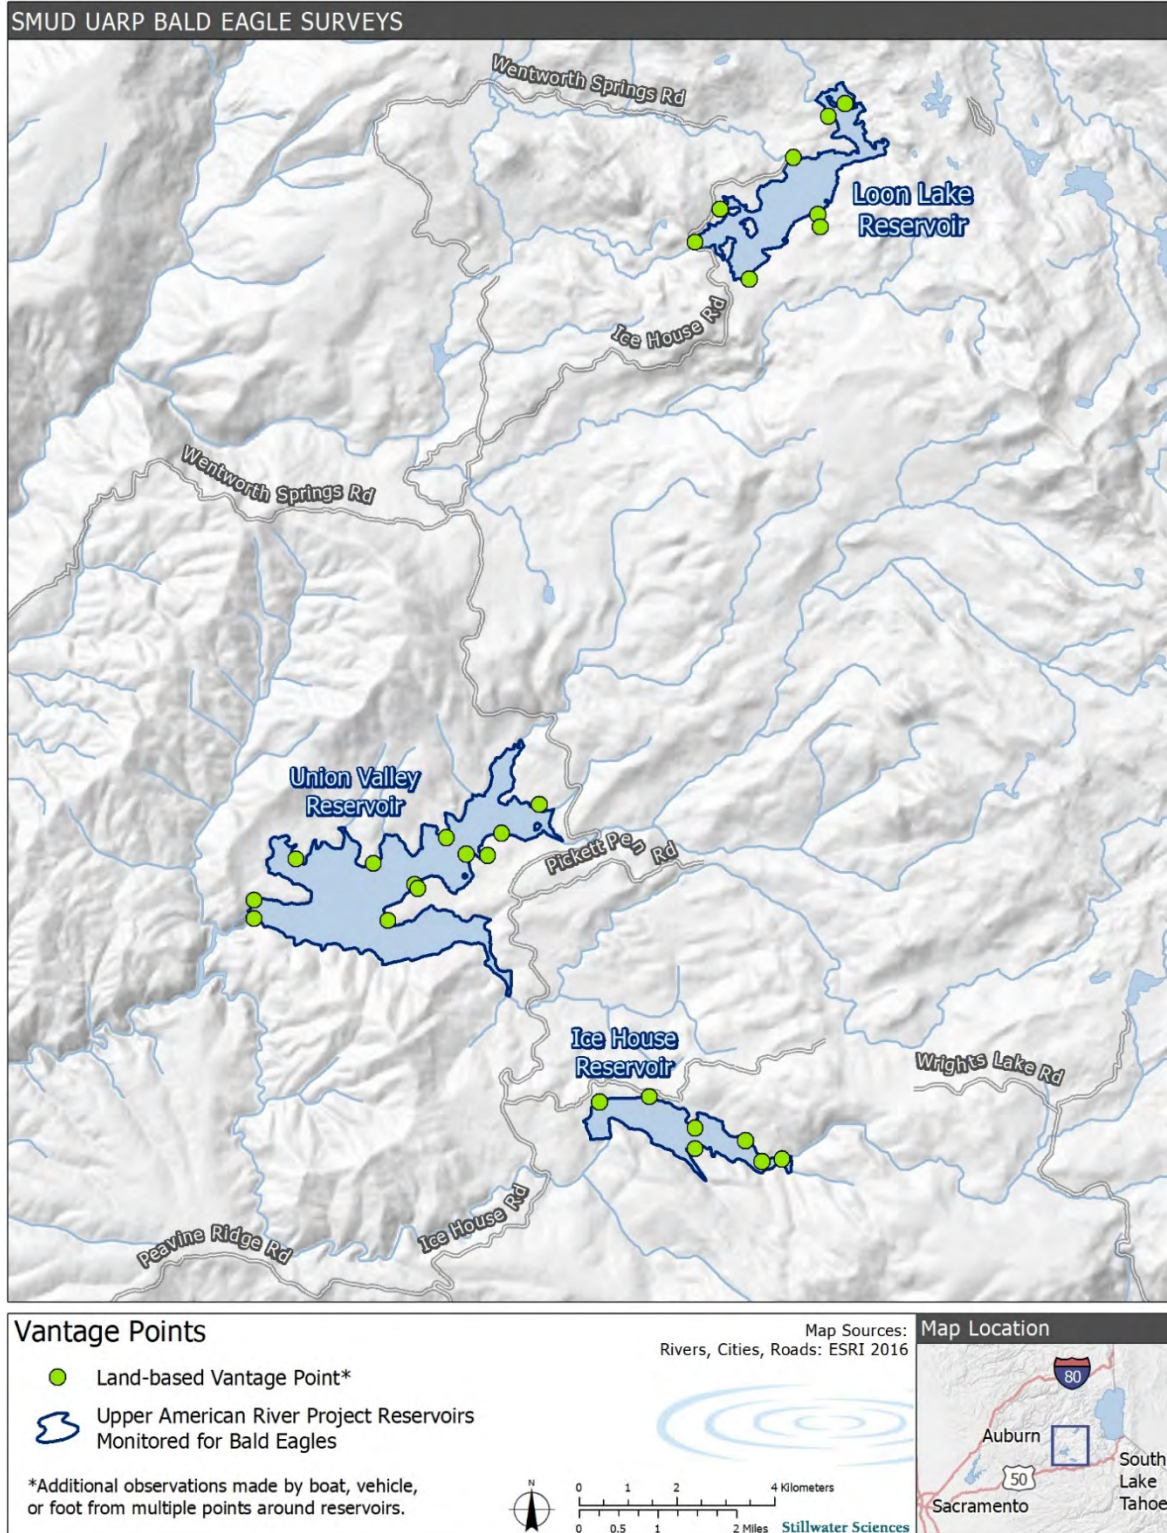 SMUD UARP BALD EAGLE SURVEYS
Wentworth Springs Rd
Loon Lake
Reservoir
Ice House Rd
Wentworth Springs Rd
Union Valley
Reservoir
Pickett Pen Rd
Ice House
Reservoir
Wrights Lake Rd
Ice House Rd
Peavine Ridge Rd
Vantage Points
Land-based Vantage Point*
Upper American River Project Reservoirs
Monitored for Bald Eagles
*Additional observations made by boat, vehicle,
or foot from multiple points around reservoirs.
Map Sources:
Rivers, Cities, Roads: ESRI 2016
N
0 1 2 4 Kilometers
0 0.5 1 2 Miles
Stillwater Sciences
Map Location
80
Auburn
50
South
Lake
Tahoe
Sacramento